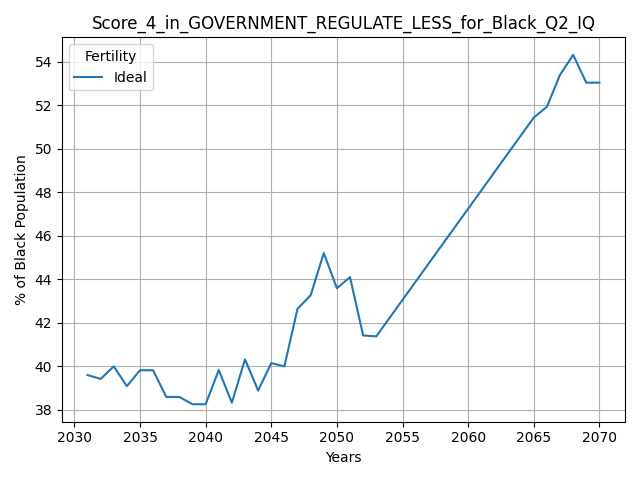 Score_4_in_GOVERNMENT_REGULATE_LESS_for_Black_Q2_IQ
Fertility
Ideal
% of Black Population
54
52
50
48
46
44
42
40
38
2030 2035 2040 2045 2050 2055 2060 2065 2070
Years